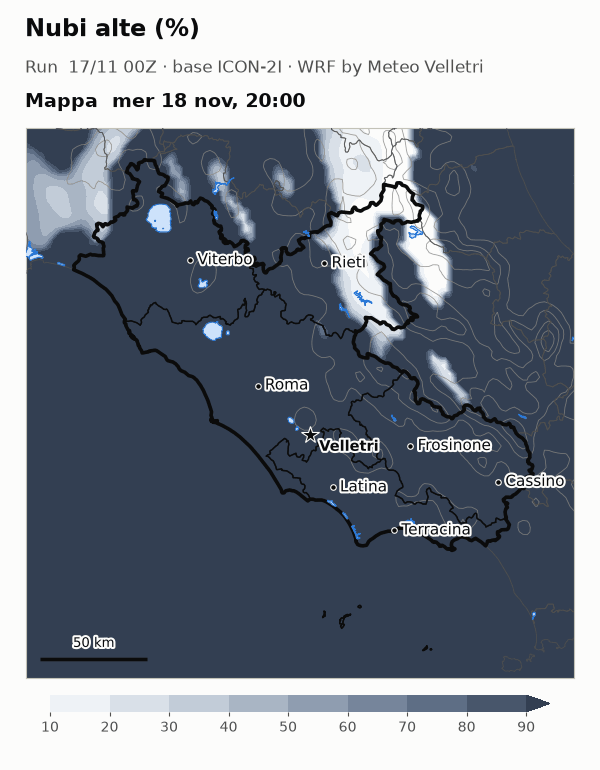 Nubi alte (%)
Run  17/11 00Z · base ICON-2I · WRF by Meteo Velletri
Mappa  mer 18 nov, 20:00
Viterbo
Rieti
Roma
Velletri
Frosinone
Cassino
Latina
Terracina
50 km
10 20 30 40 50 60 70 80 90